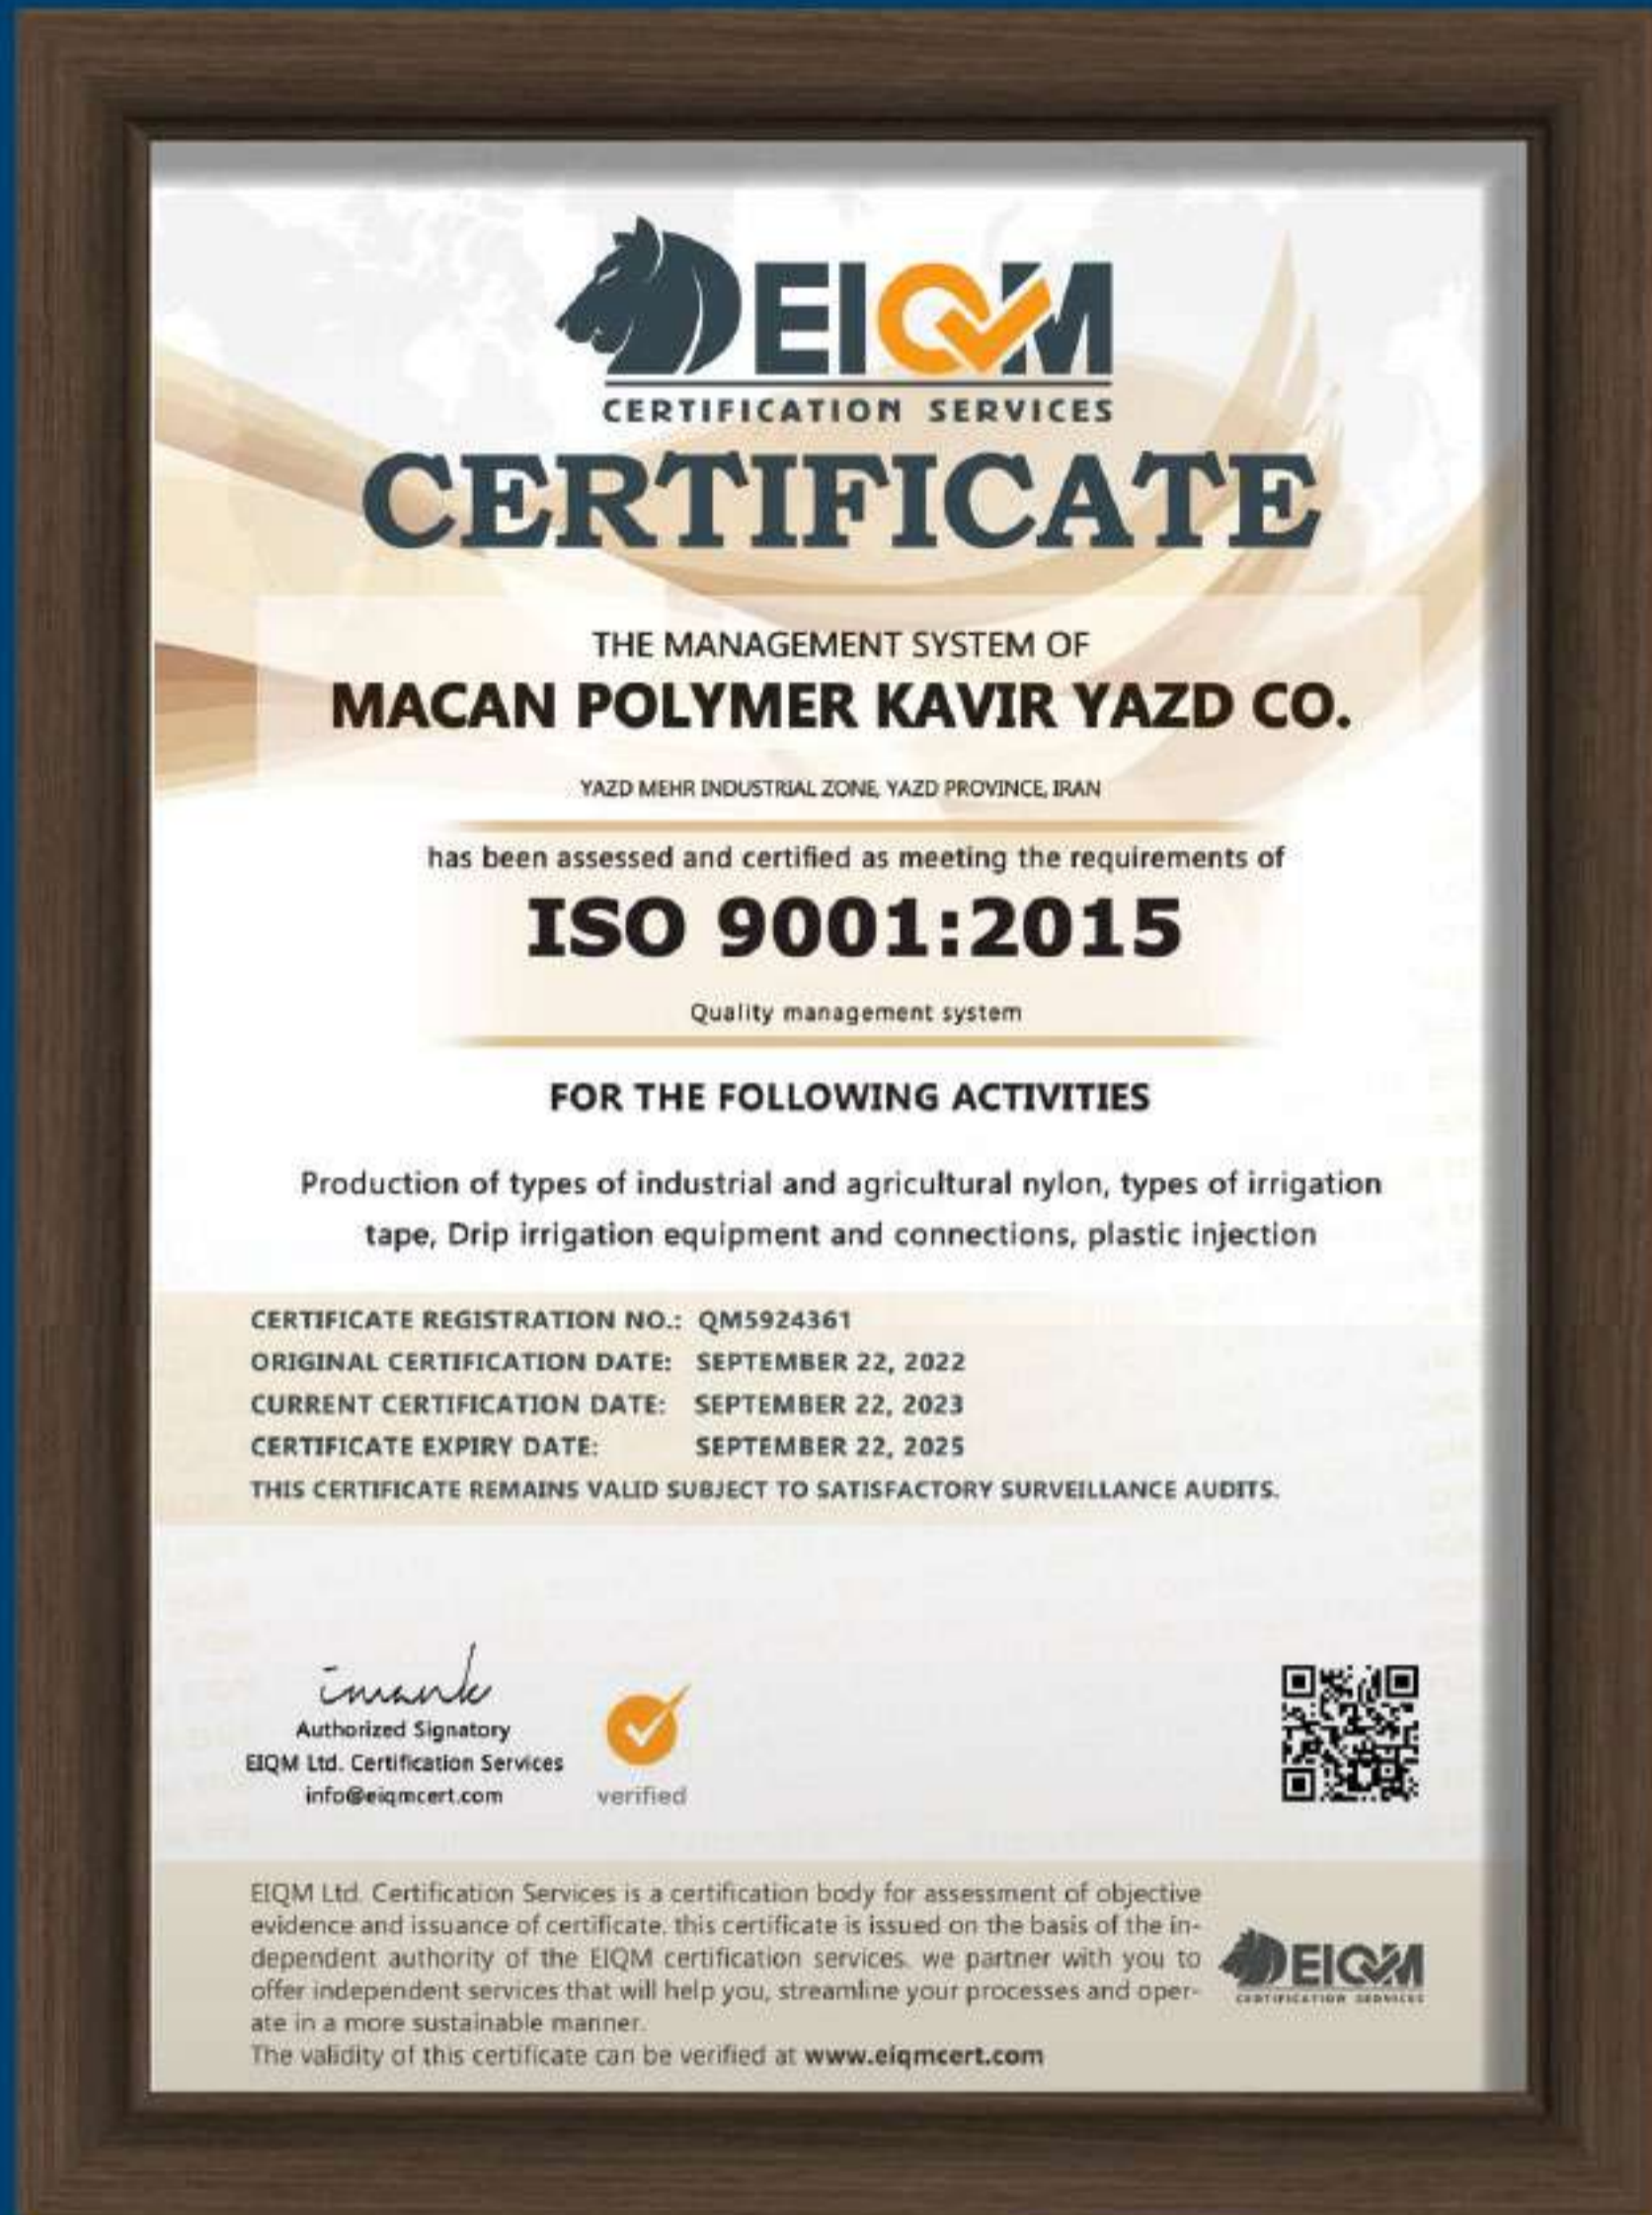 EIQM
CERTIFICATION SERVICES
CERTIFICATE
THE MANAGEMENT SYSTEM OF
MACAN POLYMER KAVIR YAZD CO.
YAZD MEHR INDUSTRIAL ZONE, YAZD PROVINCE, IRAN
has been assessed and certified as meeting the requirements of
ISO 9001:2015
Quality management system
FOR THE FOLLOWING ACTIVITIES
Production of types of industrial and agricultural nylon, types of irrigation
tape, Drip irrigation equipment and connections, plastic injection
CERTIFICATE REGISTRATION NO.: QM5924361
ORIGINAL CERTIFICATION DATE: SEPTEMBER 22, 2022
CURRENT CERTIFICATION DATE: SEPTEMBER 22, 2023
CERTIFICATE EXPIRY DATE: SEPTEMBER 22, 2025
THIS CERTIFICATE REMAINS VALID SUBJECT TO SATISFACTORY SURVEILLANCE AUDITS.
Authorized Signatory
EIQM Ltd. Certification Services
info@eiqmcert.com
verified
EIQM Ltd. Certification Services is a certification body for assessment of objective
evidence and issuance of certificate. this certificate is issued on the basis of the in-
dependent authority of the EIQM certification services. we partner with you to
offer independent services that will help you, streamline your processes and oper-
ate in a more sustainable manner.
The validity of this certificate can be verified at www.eiqmcert.com
EIQM
CERTIFICATION SERVICES